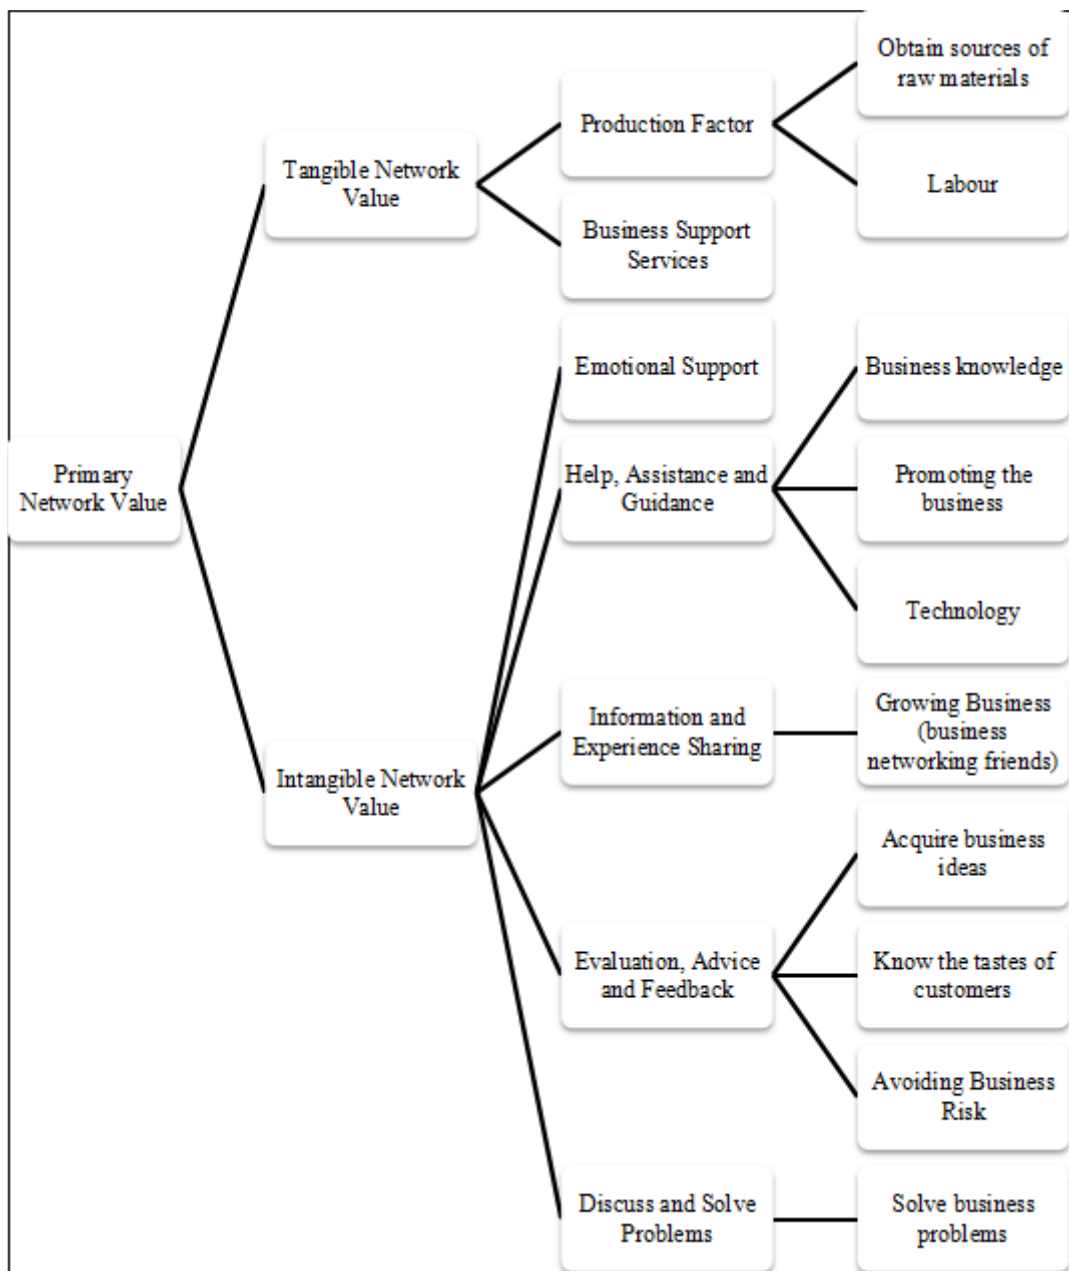 Primary
Network Value
Tangible Network
Value
Production Factor
Obtain sources of
raw materials
Labour
Business Support
Services
Intangible Network
Value
Emotional Support
Help, Assistance and
Guidance
Business knowledge
Promoting the
business
Technology
Information and
Experience Sharing
Growing Business
(business
networking friends)
Evaluation, Advice
and Feedback
Acquire business
ideas
Know the tastes of
customers
Avoiding Business
Risk
Discuss and Solve
Problems
Solve business
problems